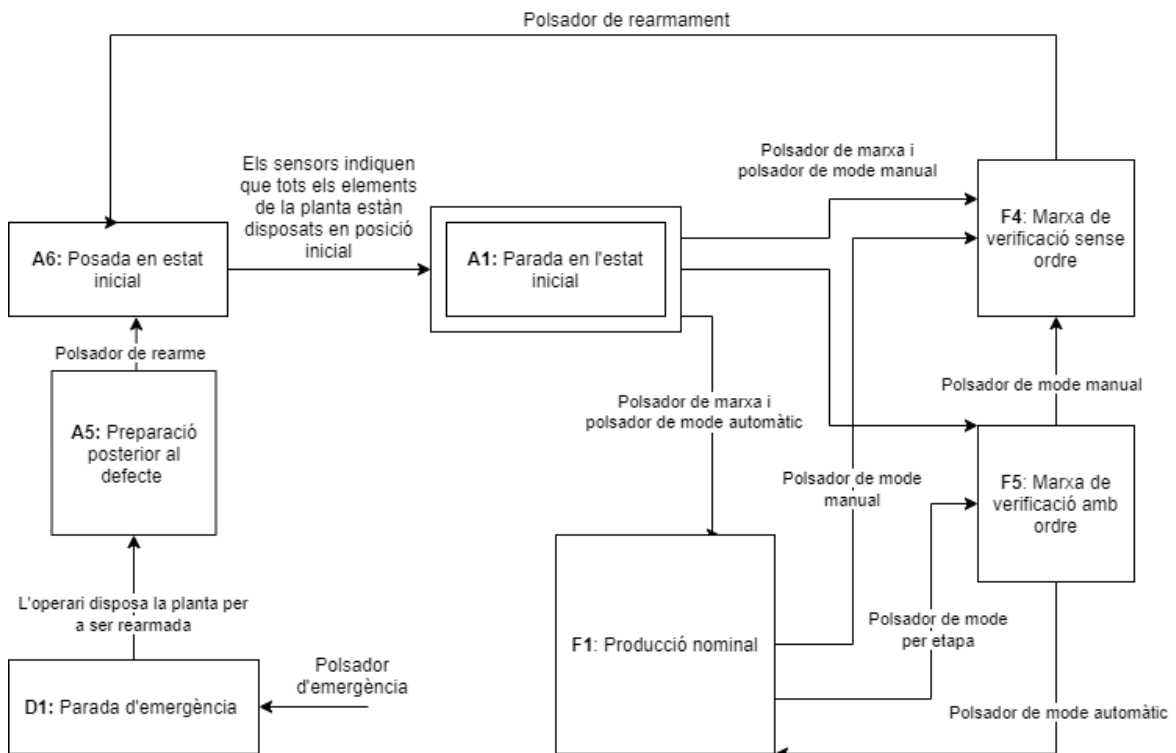 Polsador de rearmament
Els sensors indiquen
que tots els elements
de la planta estàn
disposats en posició
inicial
Polsador de marxa i
polsador de mode manual
A6: Posada en estat
inicial
A1: Parada en l'estat
inicial
F4: Marxa de
verificació sense
ordre
Polsador de rearme
Polsador de mode manual
Polsador de marxa i
polsador de mode automàtic
A5: Preparació
posterior al
defecte
Polsador de mode
manual
F5: Marxa de
verificació amb
ordre
L'operari disposa la planta per
a ser rearmada
Polsador de mode
per etapa
F1: Producció nominal
Polsador
d'emergència
D1: Parada d'emergència
Polsador de mode automàtic